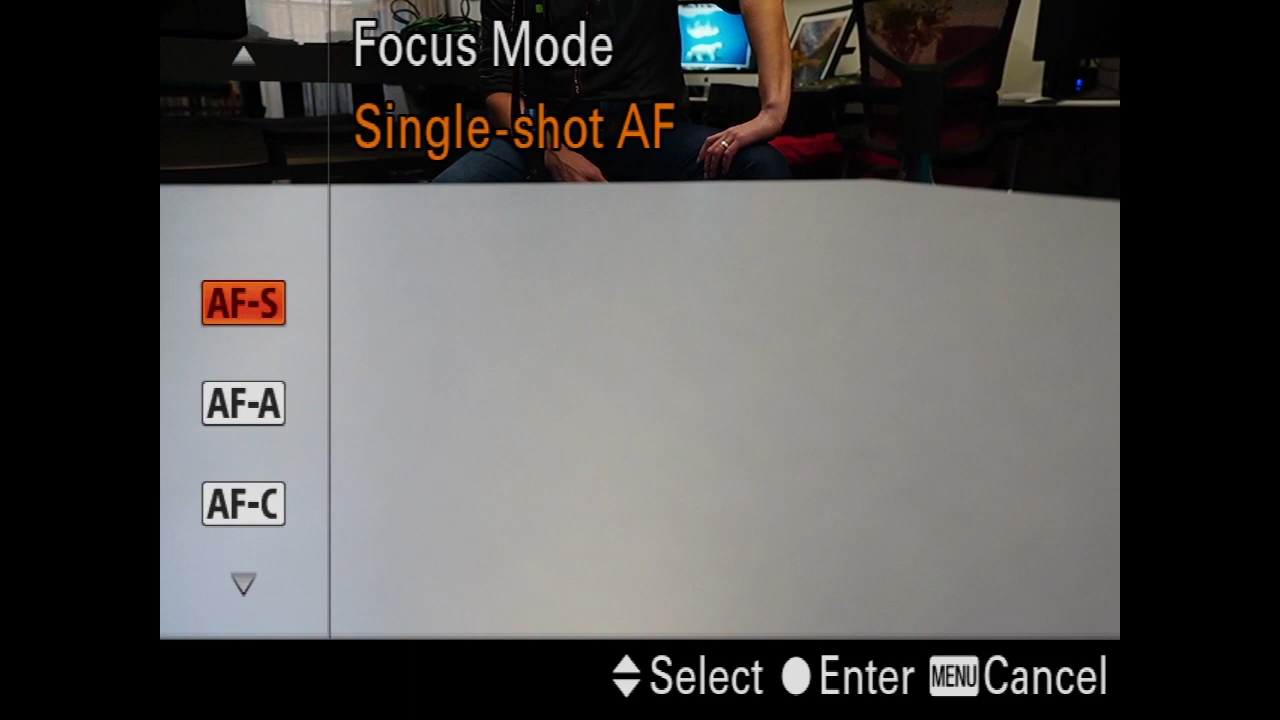 Focus Mode
Single-shot AF
AF-S
AF-A
AF-C
Select Enter MENU Cancel